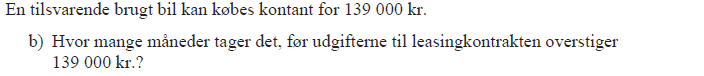 En tilsvarende brugt bil kan købes kontant for 139 000 kr.
b) Hvor mange måneder tager det, før udgifterne til leasingkontrakten overstiger
139 000 kr.?